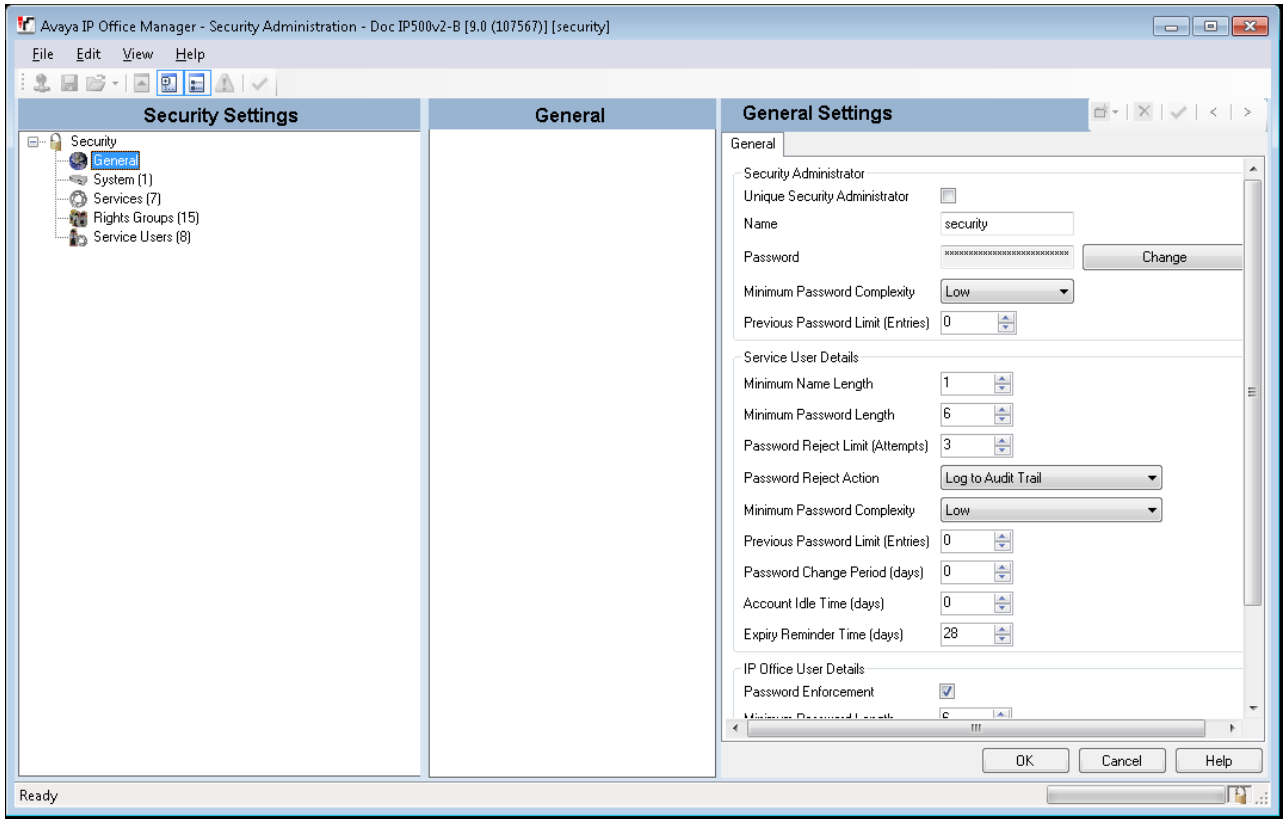 Avaya IP Office Manager - Security Administration - Doc IP500v2-B [9.0 (107567)] [security]
File Edit View Help
Security Settings
General
General Settings
Security
General
System (1)
Services (7)
Rights Groups (15)
Service Users (8)
General
Security Administrator
Unique Security Administrator
Name security
Password ************************** Change
Minimum Password Complexity Low
Previous Password Limit (Entries) 0
Service User Details
Minimum Name Length 1
Minimum Password Length 6
Password Reject Limit (Attempts) 3
Password Reject Action Log to Audit Trail
Minimum Password Complexity Low
Previous Password Limit (Entries) 0
Password Change Period (days) 0
Account Idle Time (days) 0
Expiry Reminder Time (days) 28
IP Office User Details
Password Enforcement
Minimum Password Length 6
OK Cancel Help
Ready